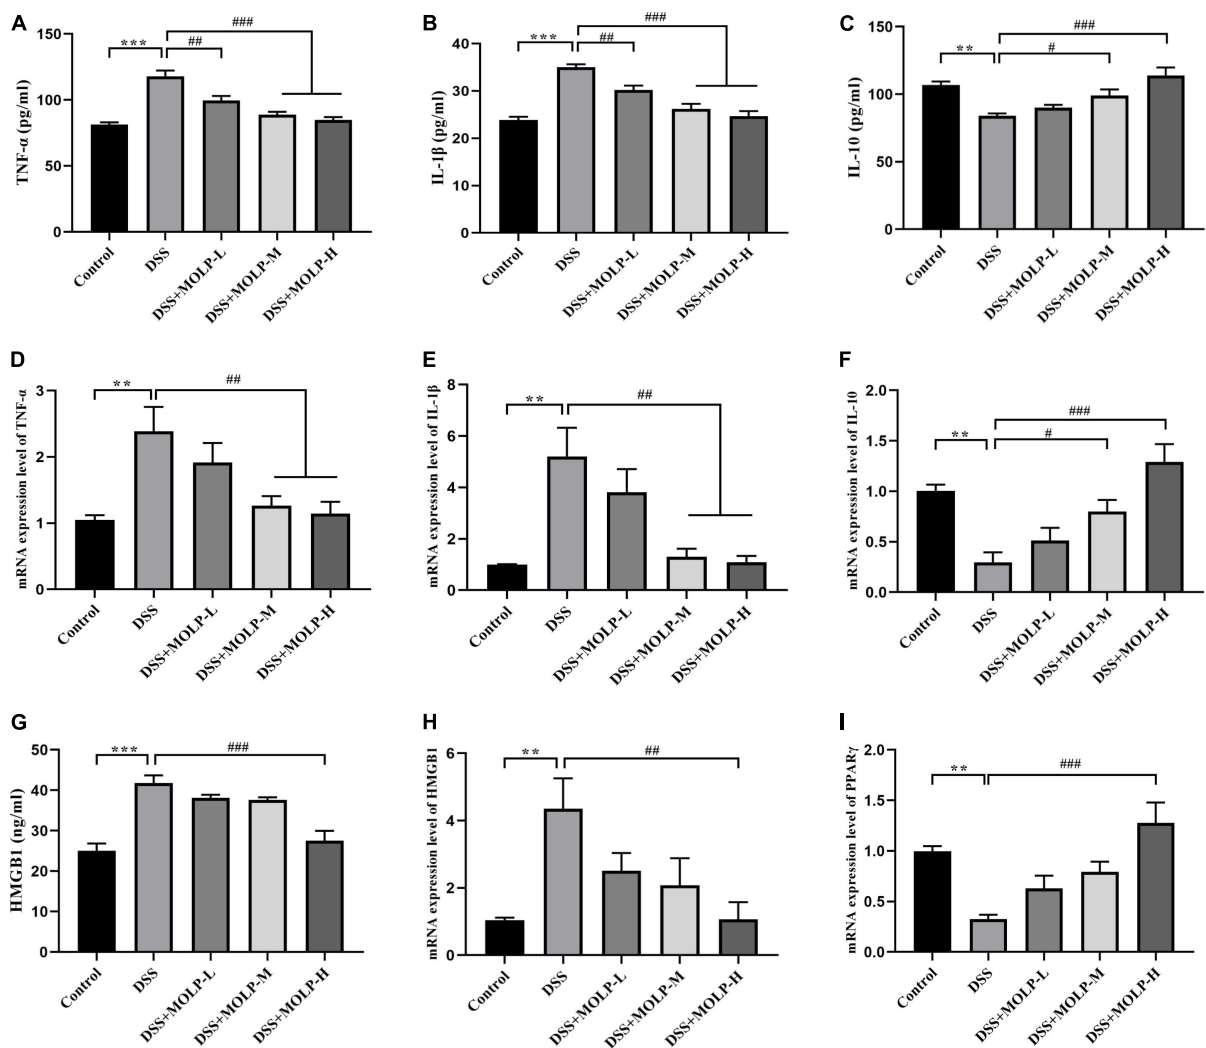 A
TNF-α (pg/ml)
150
100
50
0
***
##
###
Control
DSS
DSS+MOLP-L
DSS+MOLP-M
DSS+MOLP-H
B
IL-1β (pg/ml)
40
30
20
10
0
***
##
###
Control
DSS
DSS+MOLP-L
DSS+MOLP-M
DSS+MOLP-H
C
IL-10 (pg/ml)
150
100
50
0
**
#
###
Control
DSS
DSS+MOLP-L
DSS+MOLP-M
DSS+MOLP-H
D
mRNA expression level of TNF-α
3
2
1
0
**
##
Control
DSS
DSS+MOLP-L
DSS+MOLP-M
DSS+MOLP-H
E
mRNA expression level of IL-1β
8
6
4
2
0
**
##
Control
DSS
DSS+MOLP-L
DSS+MOLP-M
DSS+MOLP-H
F
mRNA expression level of IL-10
2.0
1.5
1.0
0.5
0.0
**
#
###
Control
DSS
DSS+MOLP-L
DSS+MOLP-M
DSS+MOLP-H
G
HMGB1 (ng/ml)
50
40
30
20
10
0
***
###
Control
DSS
DSS+MOLP-L
DSS+MOLP-M
DSS+MOLP-H
H
mRNA expression level of HMGB1
6
4
2
0
**
##
Control
DSS
DSS+MOLP-L
DSS+MOLP-M
DSS+MOLP-H
I
mRNA expression level of PPARγ
2.0
1.5
1.0
0.5
0.0
**
###
Control
DSS
DSS+MOLP-L
DSS+MOLP-M
DSS+MOLP-H